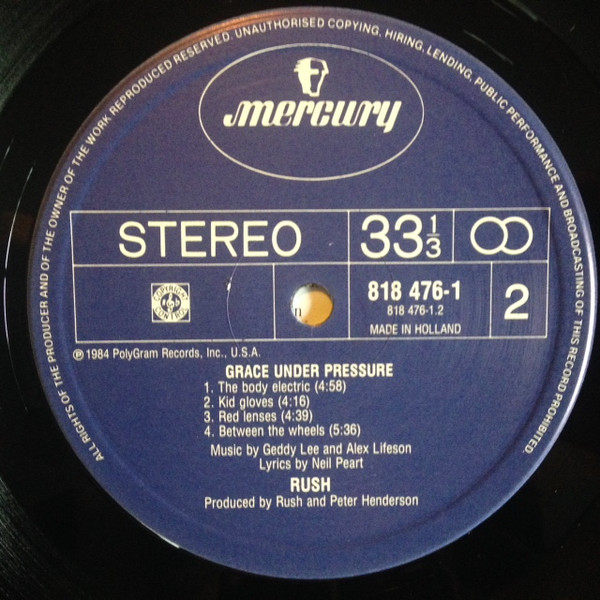 ALL RIGHTS OF THE PRODUCER AND OF THE OWNER OF THE WORK REPRODUCED RESERVED. UNAUTHORISED COPYING, HIRING, LENDING, PUBLIC PERFORMANCE AND BROADCASTING OF THIS RECORD PROHIBITED
mercury
STEREO 33 1/3
818 476-1 2
818 476-1.2
MADE IN HOLLAND
COPYRIGHT
CONTROL
℗ 1984 PolyGram Records, Inc., U.S.A.
GRACE UNDER PRESSURE
1. The body electric (4:58)
2. Kid gloves (4:16)
3. Red lenses (4:39)
4. Between the wheels (5:36)
Music by Geddy Lee and Alex Lifeson
Lyrics by Neil Peart
RUSH
Produced by Rush and Peter Henderson